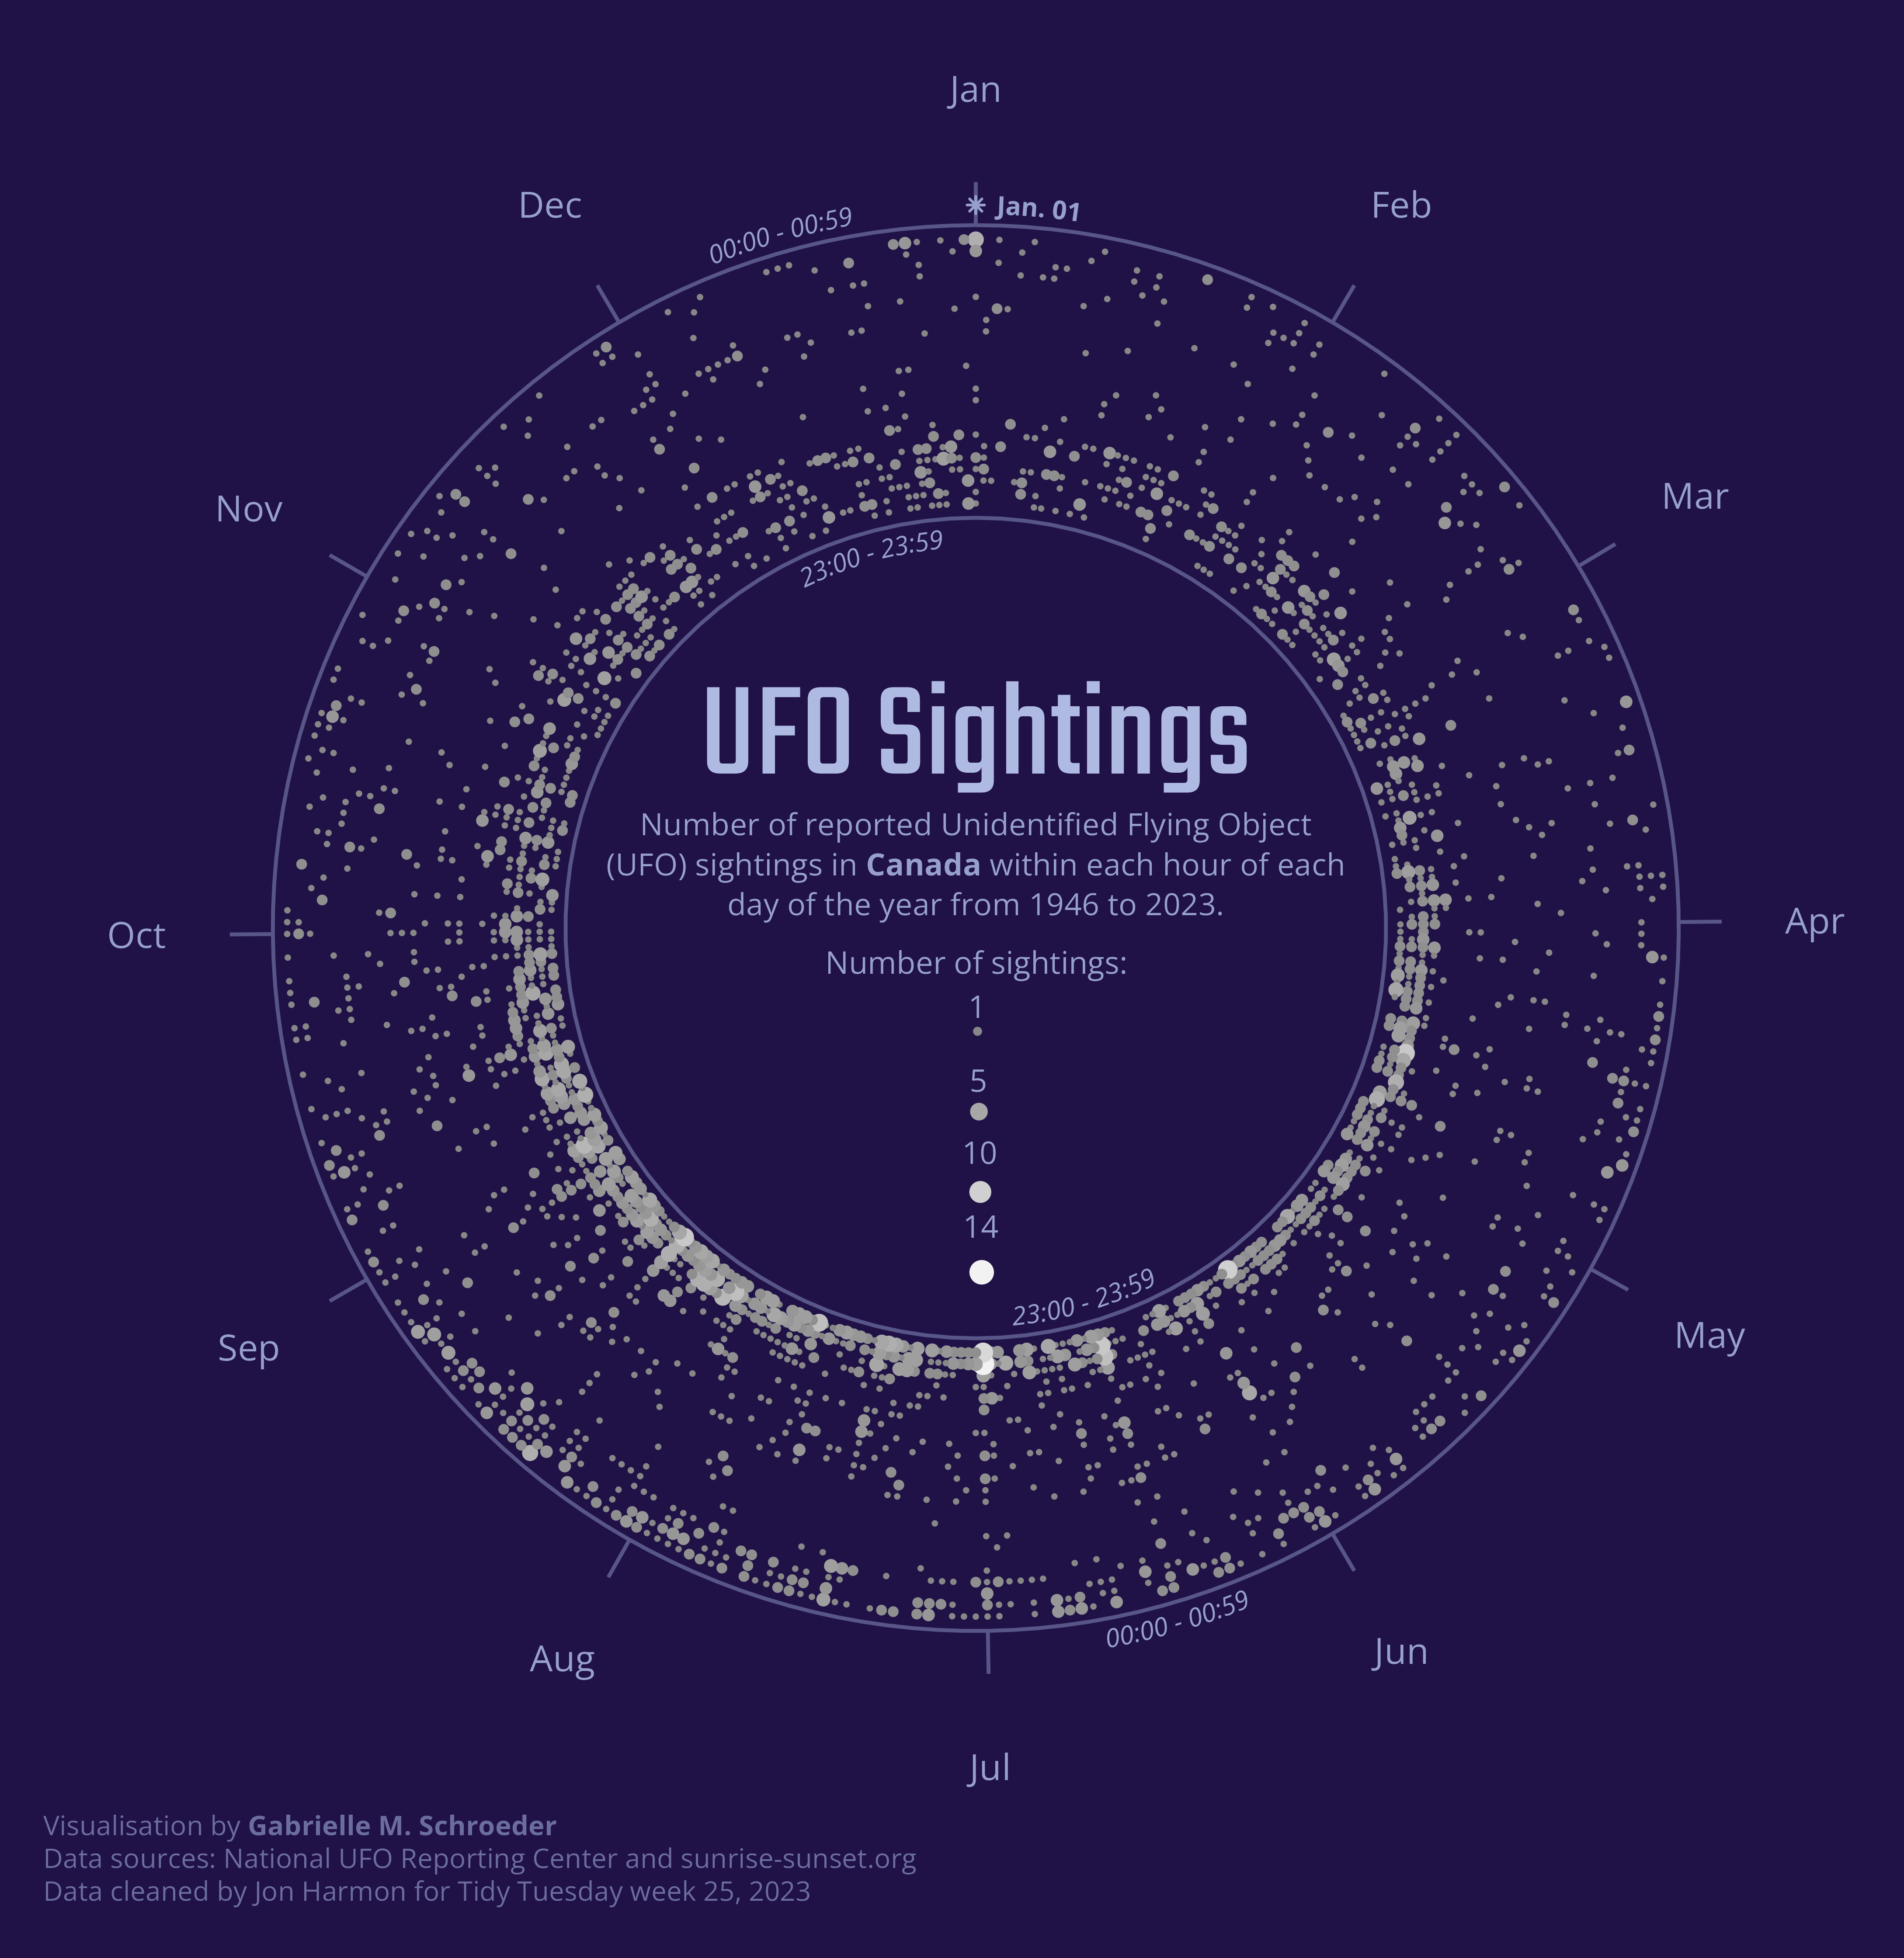 Jan
Dec
Feb
✳ Jan. 01
00:00 - 00:59
Nov
Mar
23:00 - 23:59
UFO Sightings
Number of reported Unidentified Flying Object
(UFO) sightings in Canada within each hour of each
day of the year from 1946 to 2023.
Oct
Apr
Number of sightings:
1
5
10
14
23:00 - 23:59
Sep
May
00:00 - 00:59
Aug
Jun
Jul
Visualisation by Gabrielle M. Schroeder
Data sources: National UFO Reporting Center and sunrise-sunset.org
Data cleaned by Jon Harmon for Tidy Tuesday week 25, 2023